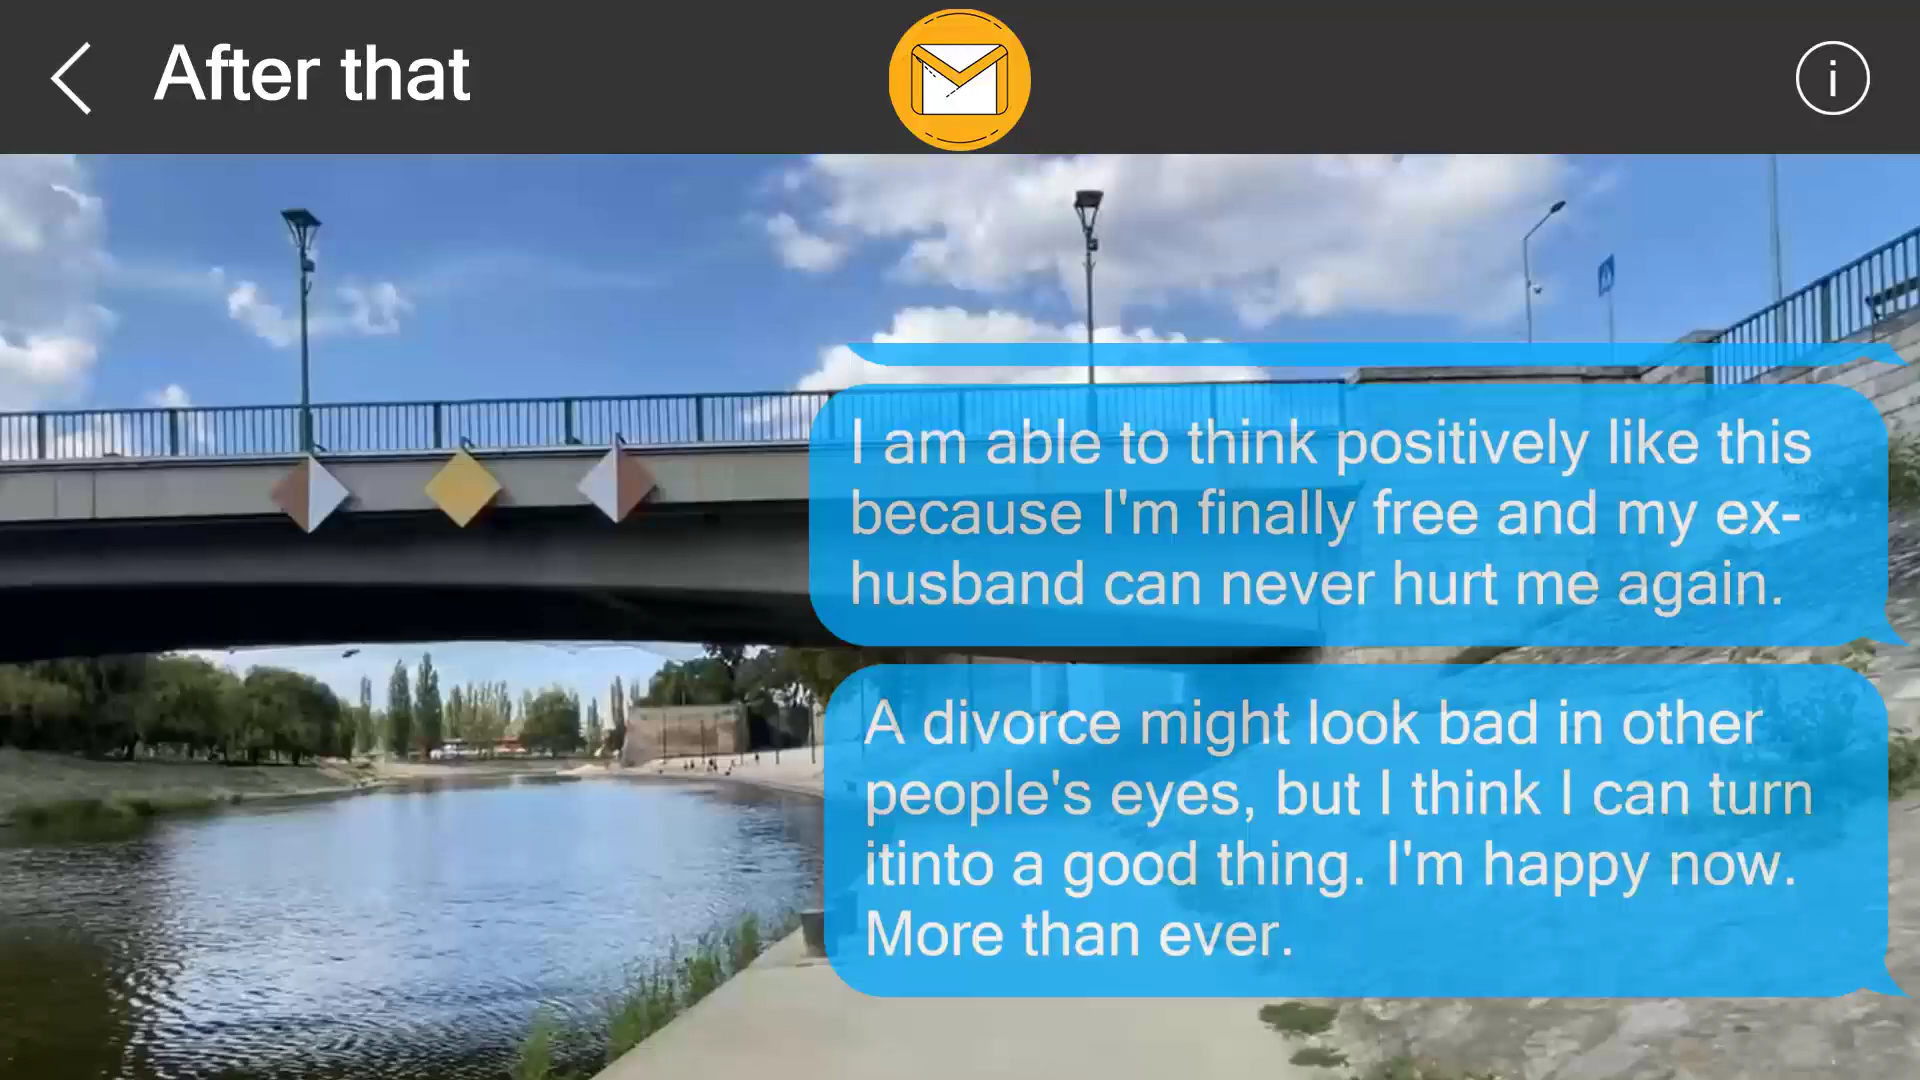 After that
i
I am able to think positively like this
because I'm finally free and my ex-
husband can never hurt me again.
A divorce might look bad in other
people's eyes, but I think I can turn
itinto a good thing. I'm happy now.
More than ever.